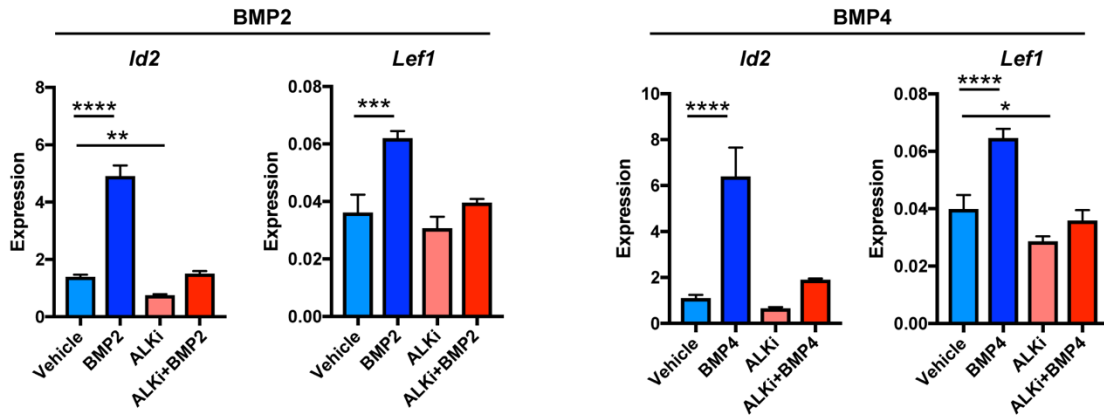 BMP2
BMP4
Id2
Lef1
Id2
Lef1
Expression
8
6
4
2
0
****
**
Vehicle
BMP2
ALKi
ALKi+BMP2
Expression
0.08
0.06
0.04
0.02
0.00
***
Vehicle
BMP2
ALKi
ALKi+BMP2
Expression
10
8
6
4
2
0
****
Vehicle
BMP4
ALKi
ALKi+BMP4
Expression
0.08
0.06
0.04
0.02
0.00
****
*
Vehicle
BMP4
ALKi
ALKi+BMP4